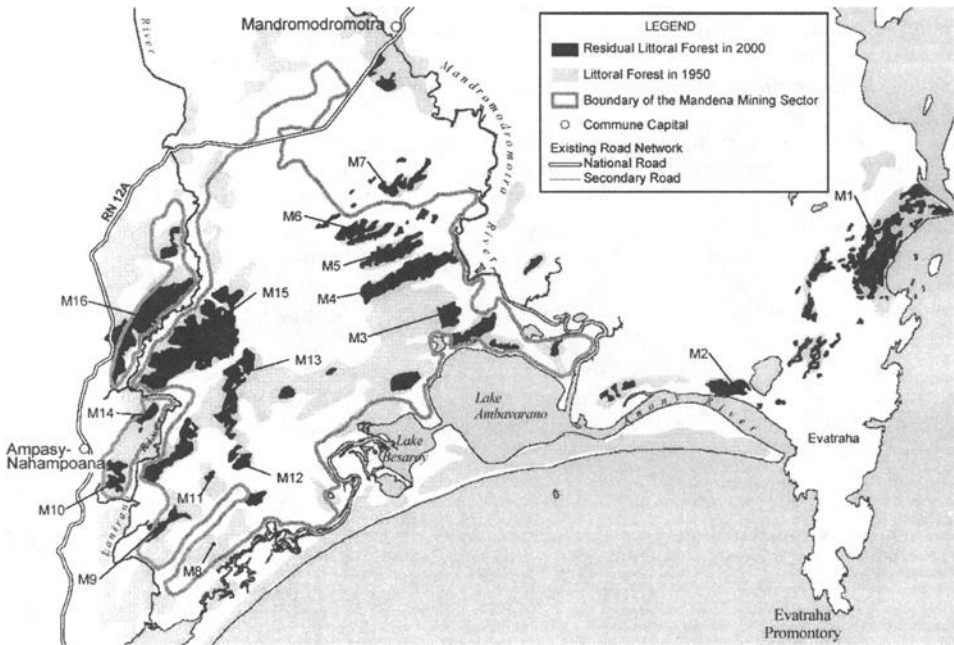 Mandromodromotra
River
LEGEND
Residual Littoral Forest in 2000
Littoral Forest in 1950
Boundary of the Mandena Mining Sector
Commune Capital
Existing Road Network
National Road
Secondary Road
Mandromodromotra
River
RN 12A
M7
M1
M6
M5
M4
M16
M15
M3
M13
M2
M14
Lake
Ambavarano
River
Evatraha
Ampasy-
Nahampoana
Lake
Besaroy
M12
M10
M11
M9
M8
Evatraha
Promontory